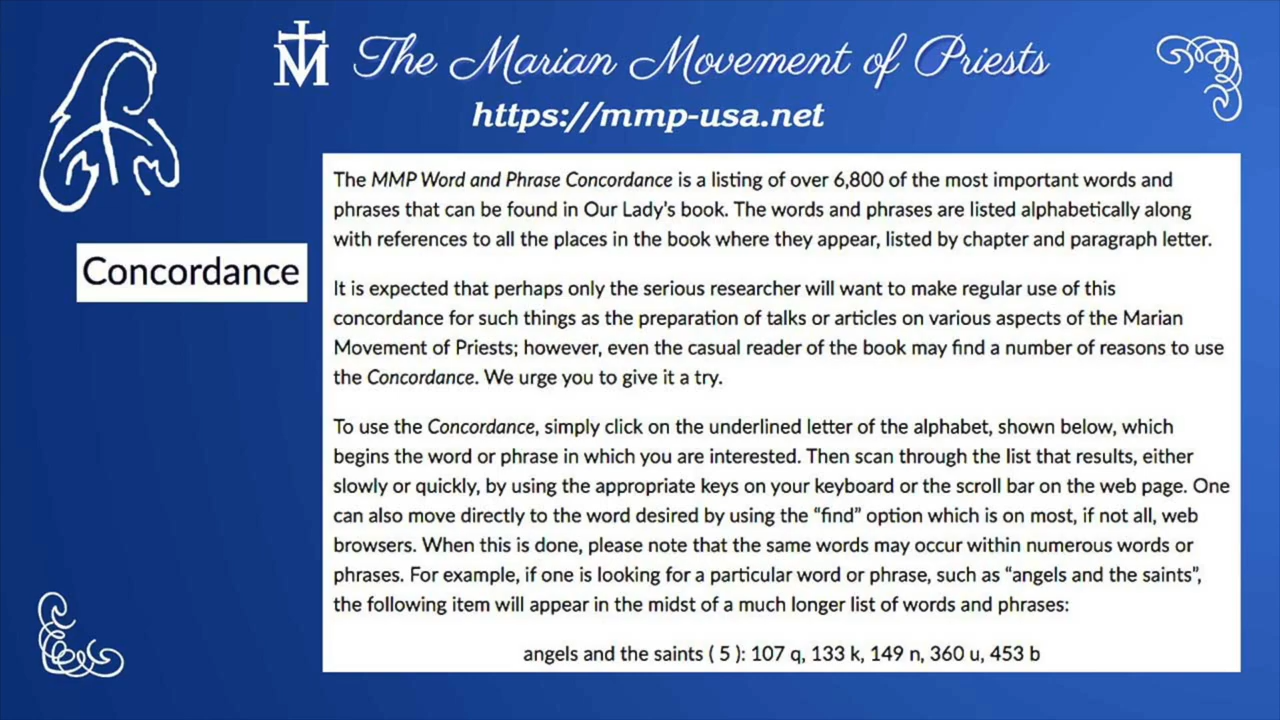 The Marian Movement of Priests
https://mmp-usa.net
Concordance
The MMP Word and Phrase Concordance is a listing of over 6,800 of the most important words and
phrases that can be found in Our Lady's book. The words and phrases are listed alphabetically along
with references to all the places in the book where they appear, listed by chapter and paragraph letter.
It is expected that perhaps only the serious researcher will want to make regular use of this
concordance for such things as the preparation of talks or articles on various aspects of the Marian
Movement of Priests; however, even the casual reader of the book may find a number of reasons to use
the Concordance. We urge you to give it a try.
To use the Concordance, simply click on the underlined letter of the alphabet, shown below, which
begins the word or phrase in which you are interested. Then scan through the list that results, either
slowly or quickly, by using the appropriate keys on your keyboard or the scroll bar on the web page. One
can also move directly to the word desired by using the “find” option which is on most, if not all, web
browsers. When this is done, please note that the same words may occur within numerous words or
phrases. For example, if one is looking for a particular word or phrase, such as “angels and the saints”,
the following item will appear in the midst of a much longer list of words and phrases:
angels and the saints ( 5 ): 107 q, 133 k, 149 n, 360 u, 453 b